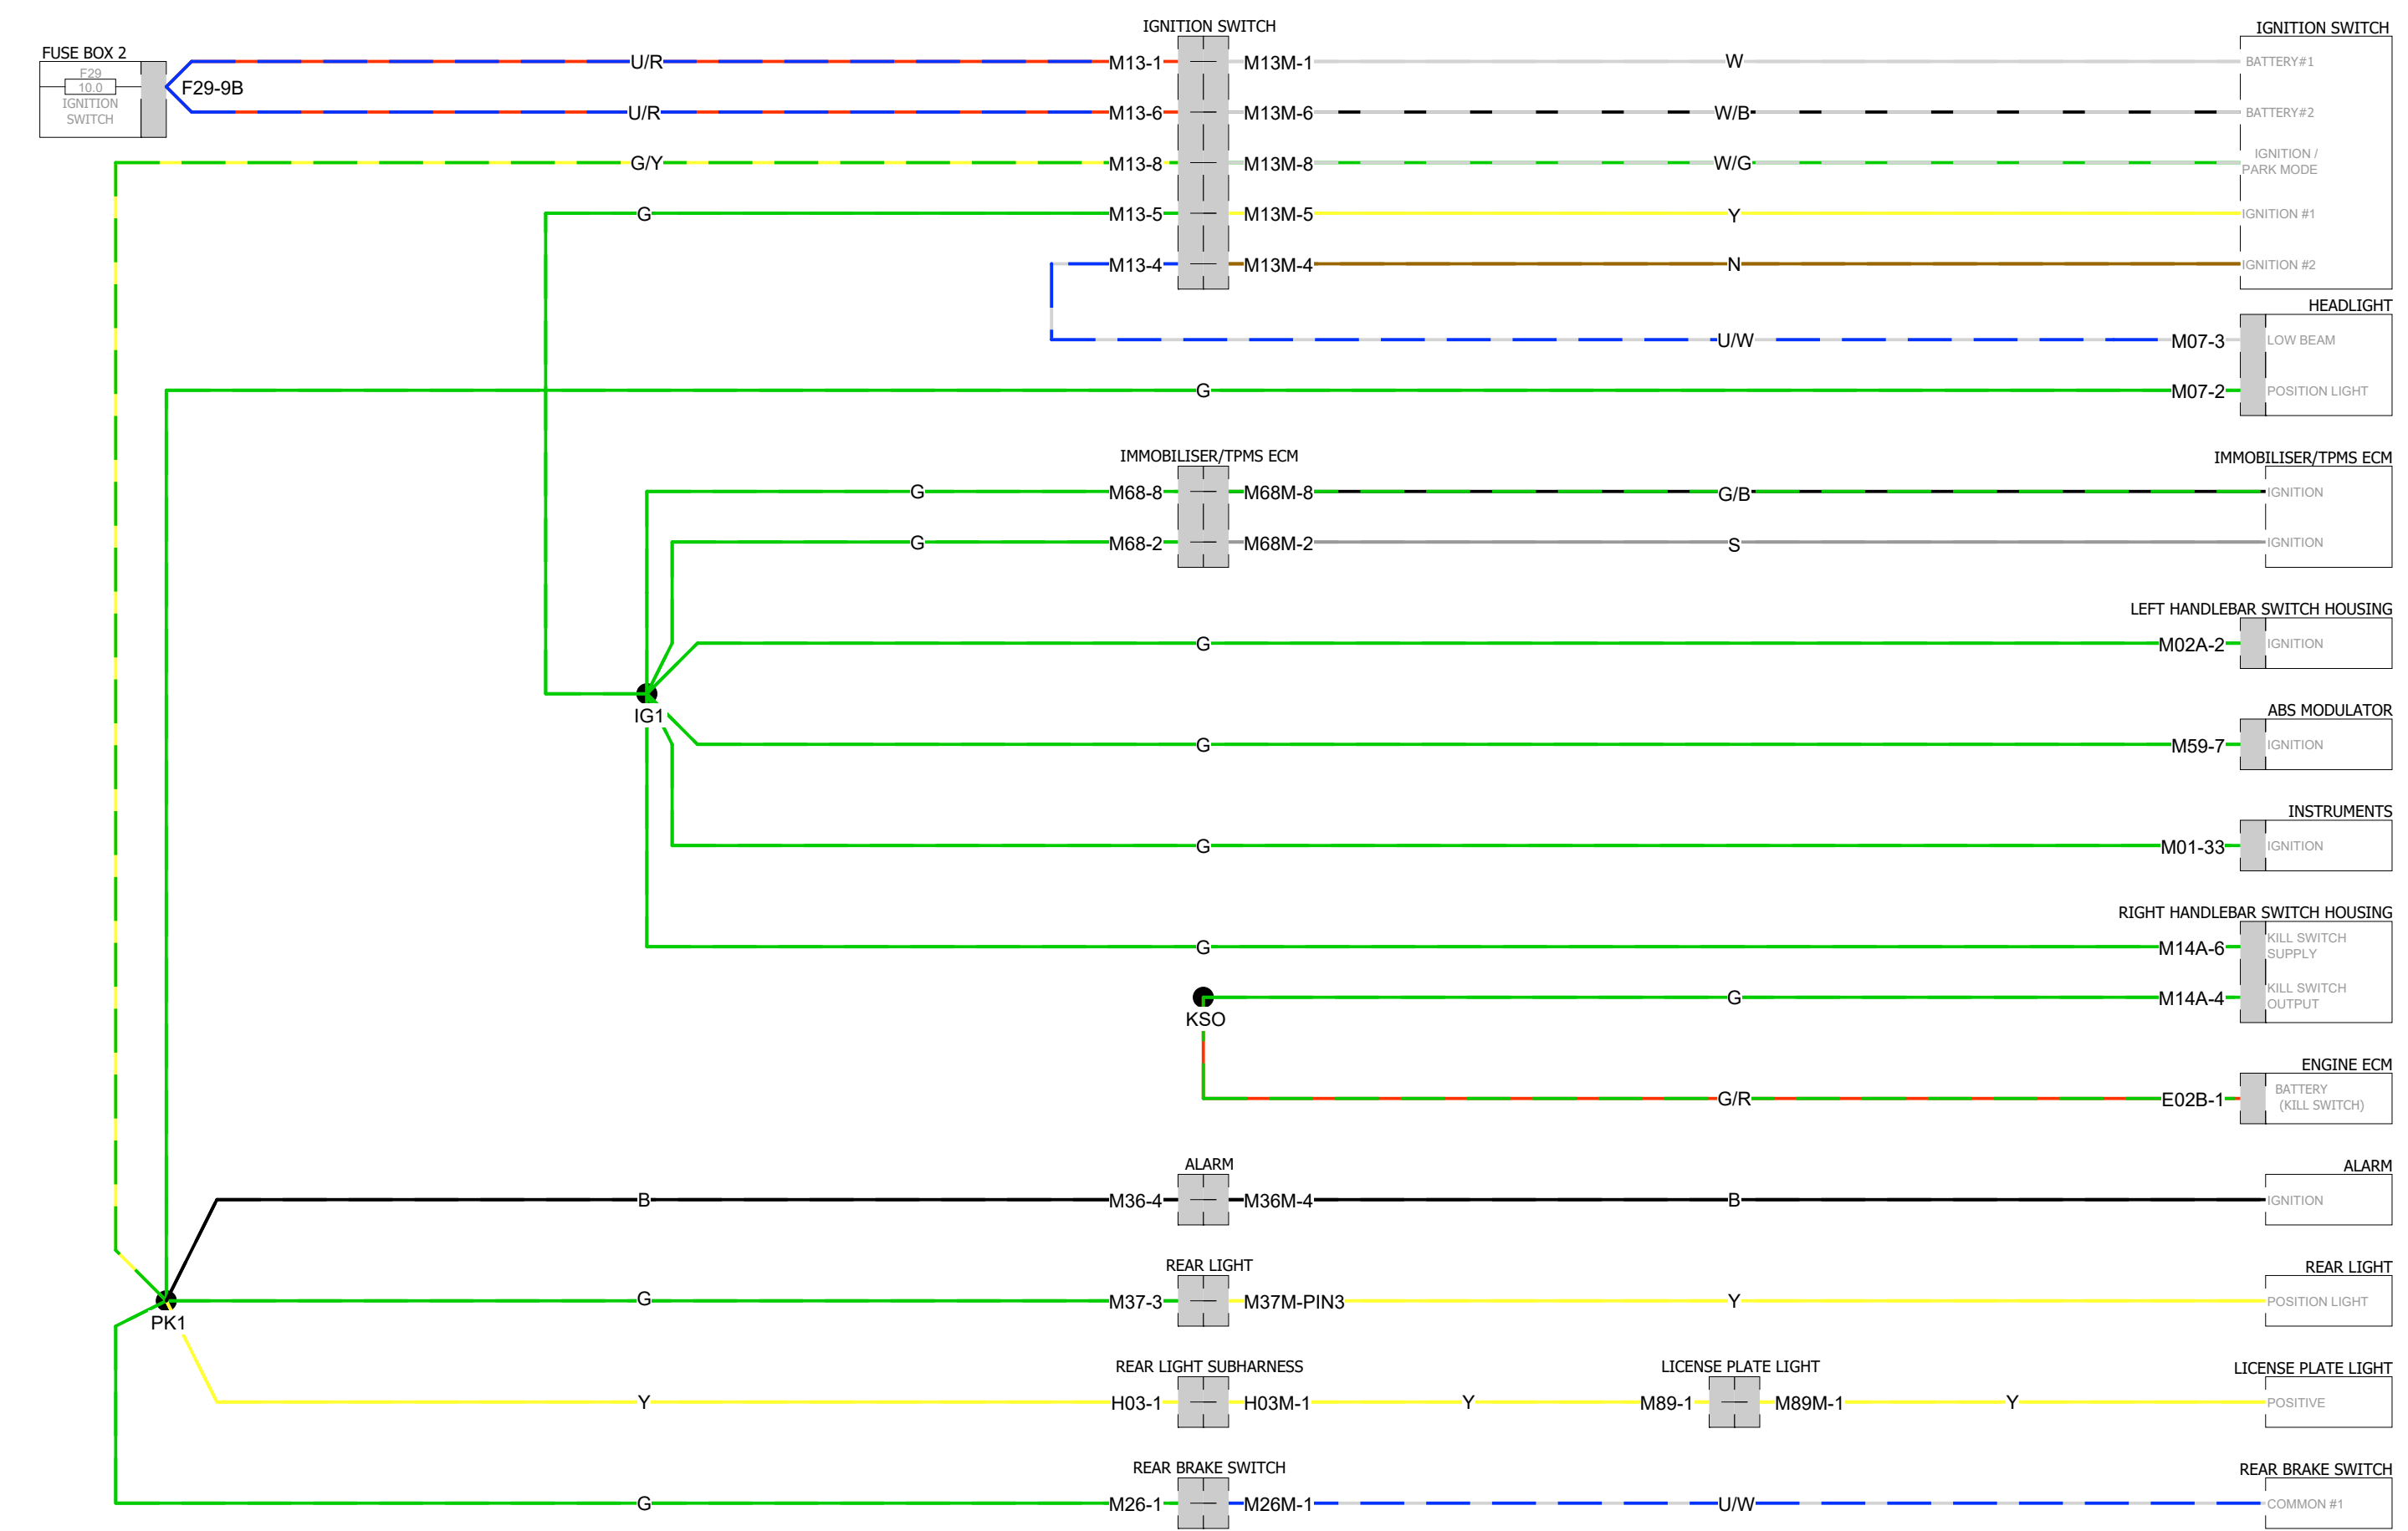 IGNITION SWITCH
IGNITION SWITCH
FUSE BOX 2
F29
10.0
IGNITION
SWITCH
F29-9B
U/R
M13-1
M13M-1
W
BATTERY#1
U/R
M13-6
M13M-6
W/B
BATTERY#2
G/Y
M13-8
M13M-8
W/G
IGNITION /
PARK MODE
G
M13-5
M13M-5
Y
IGNITION #1
M13-4
M13M-4
N
IGNITION #2
HEADLIGHT
U/W
M07-3
LOW BEAM
G
M07-2
POSITION LIGHT
IMMOBILISER/TPMS ECM
IMMOBILISER/TPMS ECM
G
M68-8
M68M-8
G/B
IGNITION
G
M68-2
M68M-2
S
IGNITION
LEFT HANDLEBAR SWITCH HOUSING
G
M02A-2
IGNITION
IG1
ABS MODULATOR
G
M59-7
IGNITION
INSTRUMENTS
G
M01-33
IGNITION
RIGHT HANDLEBAR SWITCH HOUSING
G
M14A-6
KILL SWITCH
SUPPLY
KSO
G
M14A-4
KILL SWITCH
OUTPUT
ENGINE ECM
G/R
E02B-1
BATTERY
(KILL SWITCH)
ALARM
ALARM
B
M36-4
M36M-4
B
IGNITION
REAR LIGHT
REAR LIGHT
PK1
G
M37-3
M37M-PIN3
Y
POSITION LIGHT
REAR LIGHT SUBHARNESS
LICENSE PLATE LIGHT
LICENSE PLATE LIGHT
Y
H03-1
H03M-1
Y
M89-1
M89M-1
Y
POSITIVE
REAR BRAKE SWITCH
REAR BRAKE SWITCH
G
M26-1
M26M-1
U/W
COMMON #1